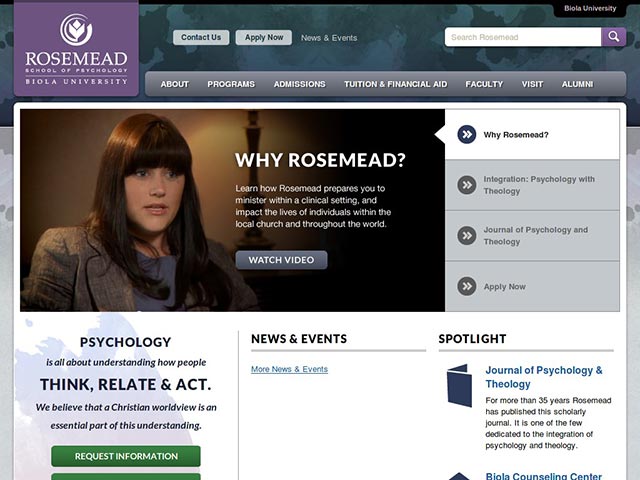 Biola University
ROSEMEAD
SCHOOL OF PSYCHOLOGY
BIOLA UNIVERSITY
Contact Us
Apply Now
News & Events
Search Rosemead
ABOUT
PROGRAMS
ADMISSIONS
TUITION & FINANCIAL AID
FACULTY
VISIT
ALUMNI
WHY ROSEMEAD?
Learn how Rosemead prepares you to
minister within a clinical setting, and
impact the lives of individuals within the
local church and throughout the world.
WATCH VIDEO
Why Rosemead?
Integration: Psychology with
Theology
Journal of Psychology and
Theology
Apply Now
PSYCHOLOGY
is all about understanding how people
THINK, RELATE & ACT.
We believe that a Christian worldview is an
essential part of this understanding.
REQUEST INFORMATION
NEWS & EVENTS
More News & Events
SPOTLIGHT
Journal of Psychology &
Theology
For more than 35 years Rosemead
has published this scholarly
journal. It is one of the few
dedicated to the integration of
psychology and theology.
Biola Counseling Center